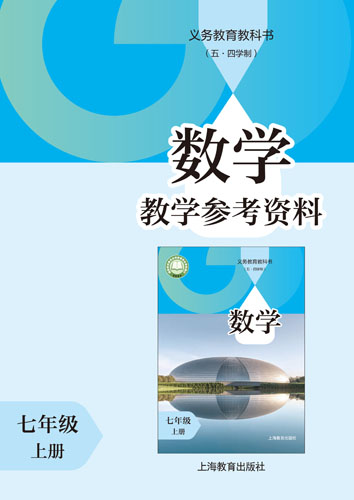 义务教育教科书
（五·四学制）
数学
教学参考资料
义务教育教科书
（五·四学制）
数学
七年级
上册
上海教育出版社
七年级
上册
上海教育出版社